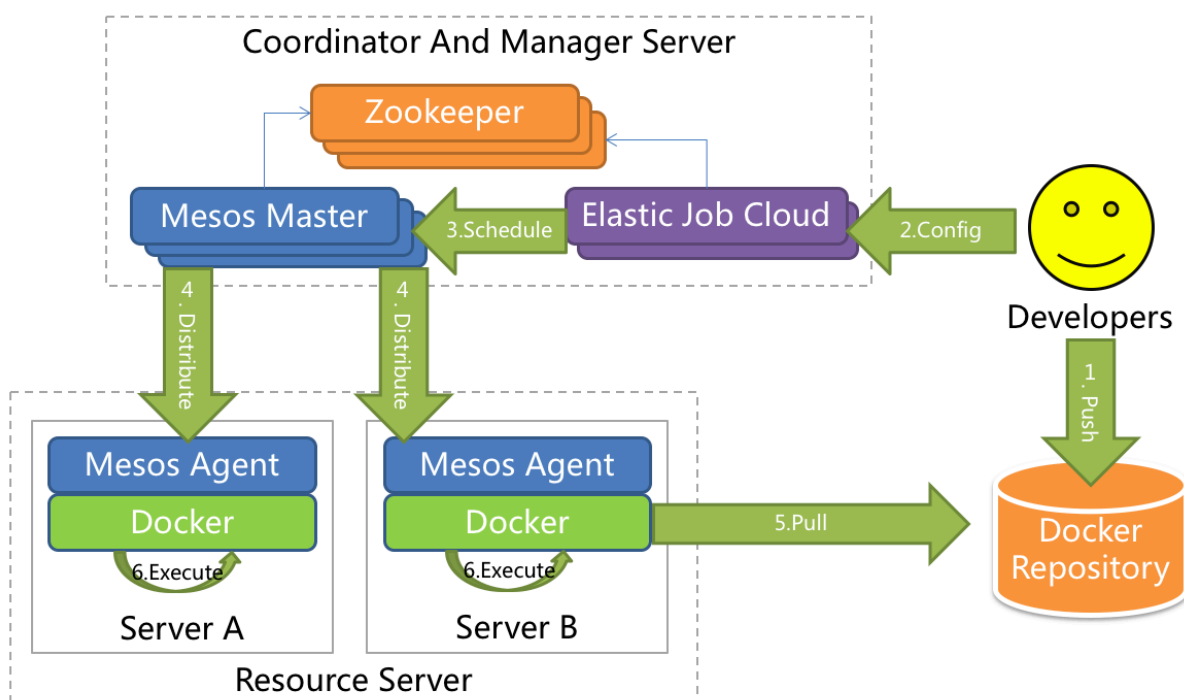 Coordinator And Manager Server
Zookeeper
Mesos Master
3.Schedule
Elastic Job Cloud
2.Config
Developers
4. Distribute
4. Distribute
1. Push
Mesos Agent
Docker
6.Execute
Server A
Mesos Agent
Docker
6.Execute
Server B
5.Pull
Docker
Repository
Resource Server